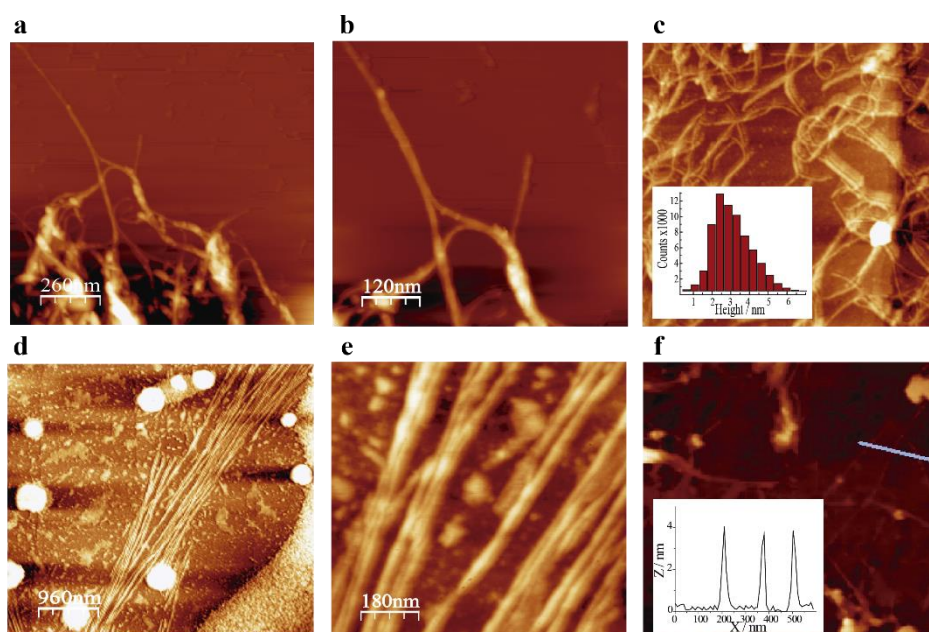 a
b
c
260nm
120nm
Counts x1000
12
10
8
6
4
2
1 2 3 4 5 6
Height / nm
d
e
f
960nm
180nm
Z / nm
4
2
0
0 100 200 300 400 500
X / nm